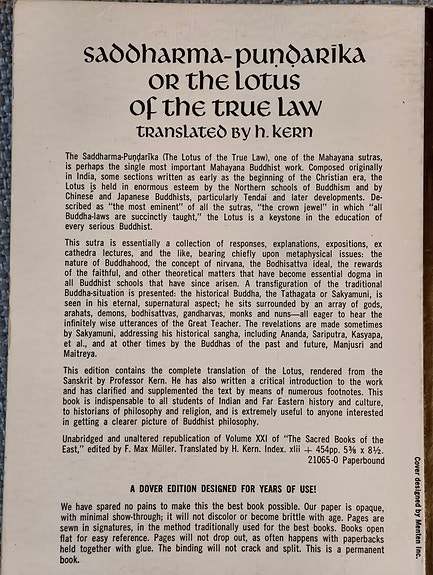 saddharma-puṇḍarīka
or the lotus
of the true law
translated by h. kern
The Saddharma-Puṇḍarīka (The Lotus of the True Law), one of the Mahayana sutras,
is perhaps the single most important Mahayana Buddhist work. Composed originally
in India, some sections written as early as the beginning of the Christian era, the
Lotus is held in enormous esteem by the Northern schools of Buddhism and by
Chinese and Japanese Buddhists, particularly Tendai and later developments. De-
scribed as "the most eminent" of all the sutras, "the crown jewel" in which "all
Buddha-laws are succinctly taught," the Lotus is a keystone in the education of
every serious Buddhist.
This sutra is essentially a collection of responses, explanations, expositions, ex
cathedra lectures, and the like, bearing chiefly upon metaphysical issues: the
nature of Buddhahood, the concept of nirvana, the Bodhisattva ideal, the rewards
of the faithful, and other theoretical matters that have become essential dogma in
all Buddhist schools that have since arisen. A transfiguration of the traditional
Buddha-situation is presented: the historical Buddha, the Tathagata or Sakyamuni, is
seen in his eternal, supernatural aspect; he sits surrounded by an array of gods,
arahats, demons, bodhisattvas, gandharvas, monks and nuns—all eager to hear the
infinitely wise utterances of the Great Teacher. The revelations are made sometimes
by Sakyamuni, addressing his historical sangha, including Ananda, Sariputra, Kasyapa,
et al., and at other times by the Buddhas of the past and future, Manjusri and
Maitreya.
This edition contains the complete translation of the Lotus, rendered from the
Sanskrit by Professor Kern. He has also written a critical introduction to the work
and has clarified and supplemented the text by means of numerous footnotes. This
book is indispensable to all students of Indian and Far Eastern history and culture,
to historians of philosophy and religion, and is extremely useful to anyone interested
in getting a clearer picture of Buddhist philosophy.
Unabridged and unaltered republication of Volume XXI of "The Sacred Books of the
East," edited by F. Max Müller. Translated by H. Kern. Index. xlii + 454pp. 5⅜ x 8½.
21065-0 Paperbound
A DOVER EDITION DESIGNED FOR YEARS OF USE!
We have spared no pains to make this the best book possible. Our paper is opaque,
with minimal show-through; it will not discolor or become brittle with age. Pages are
sewn in signatures, in the method traditionally used for the best books. Books open
flat for easy reference. Pages will not drop out, as often happens with paperbacks
held together with glue. The binding will not crack and split. This is a permanent
book.
Cover designed by Menten Inc.